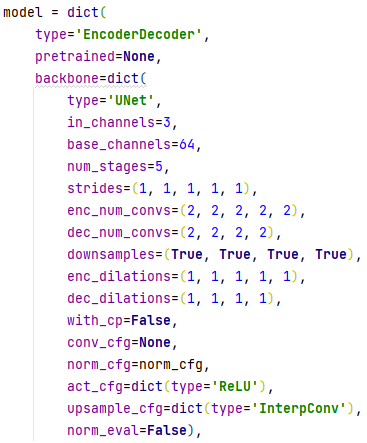 model = dict(
    type='EncoderDecoder',
    pretrained=None,
    backbone=dict(
        type='UNet',
        in_channels=3,
        base_channels=64,
        num_stages=5,
        strides=(1, 1, 1, 1, 1),
        enc_num_convs=(2, 2, 2, 2, 2),
        dec_num_convs=(2, 2, 2, 2),
        downsamples=(True, True, True, True),
        enc_dilations=(1, 1, 1, 1, 1),
        dec_dilations=(1, 1, 1, 1),
        with_cp=False,
        conv_cfg=None,
        norm_cfg=norm_cfg,
        act_cfg=dict(type='ReLU'),
        upsample_cfg=dict(type='InterpConv'),
        norm_eval=False),